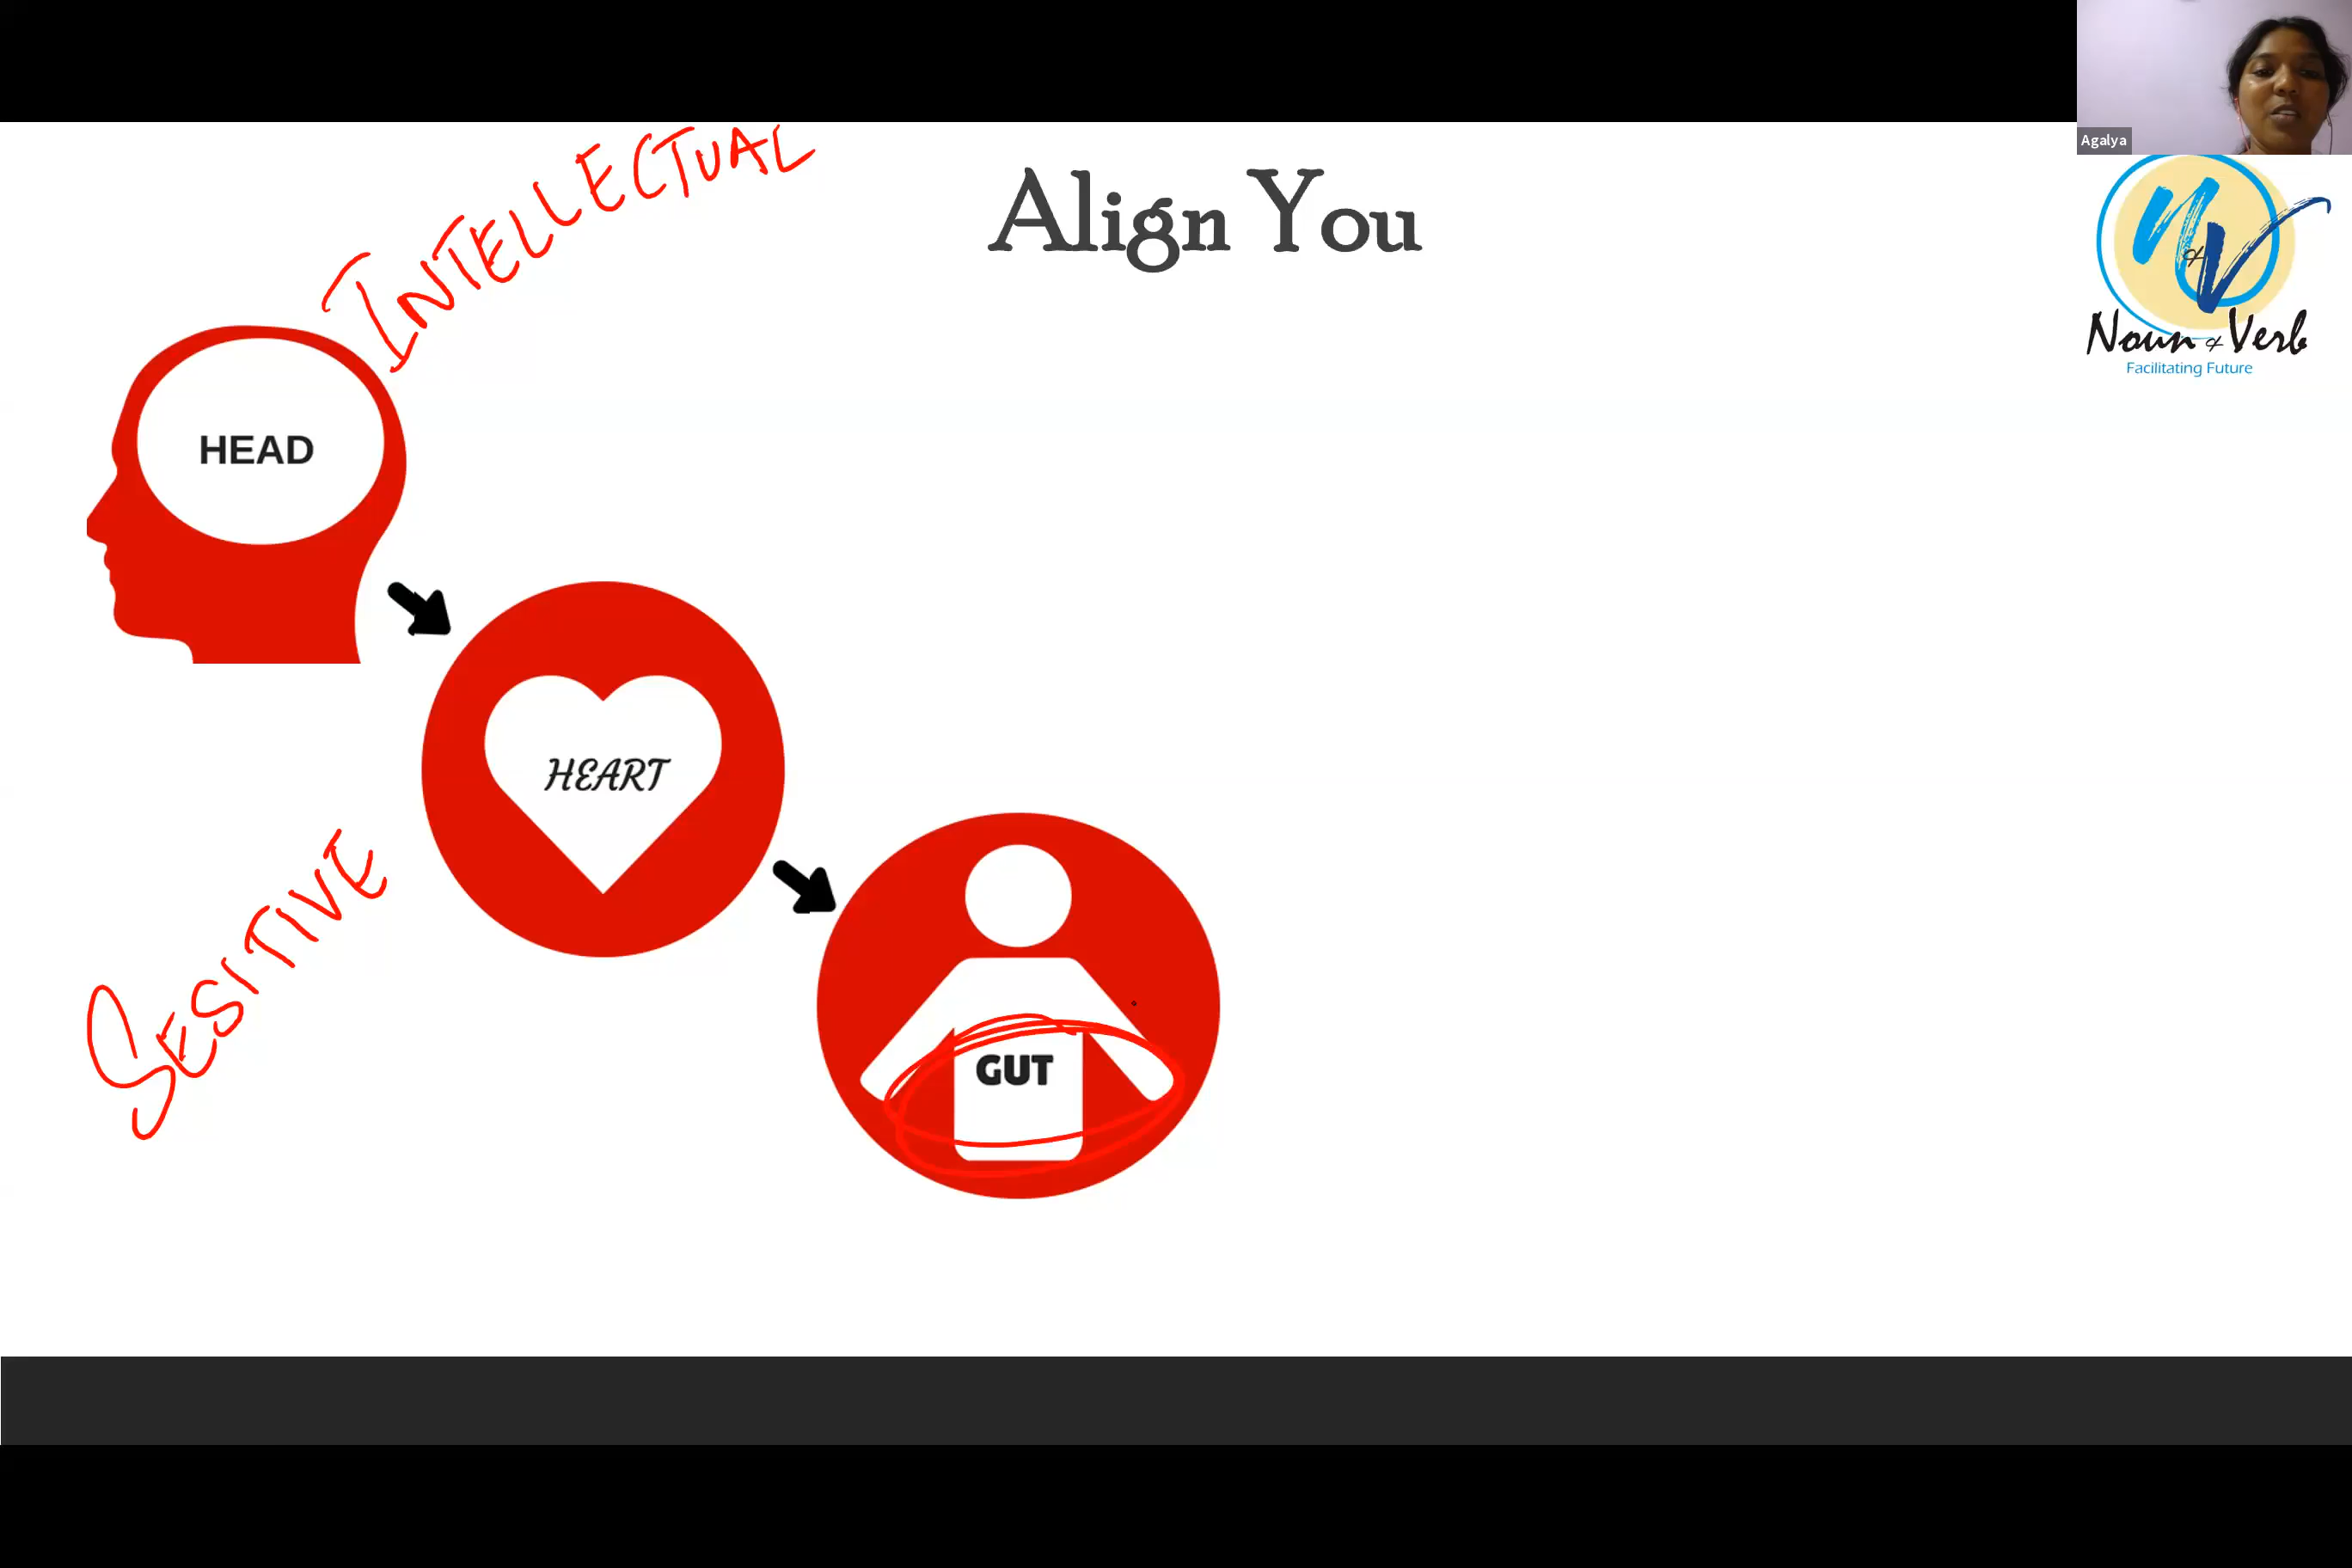 Agalya
INTELLECTUAL
Align You
n & V
Noun & Verb
Facilitating Future
HEAD
HEART
SESITIVE
GUT